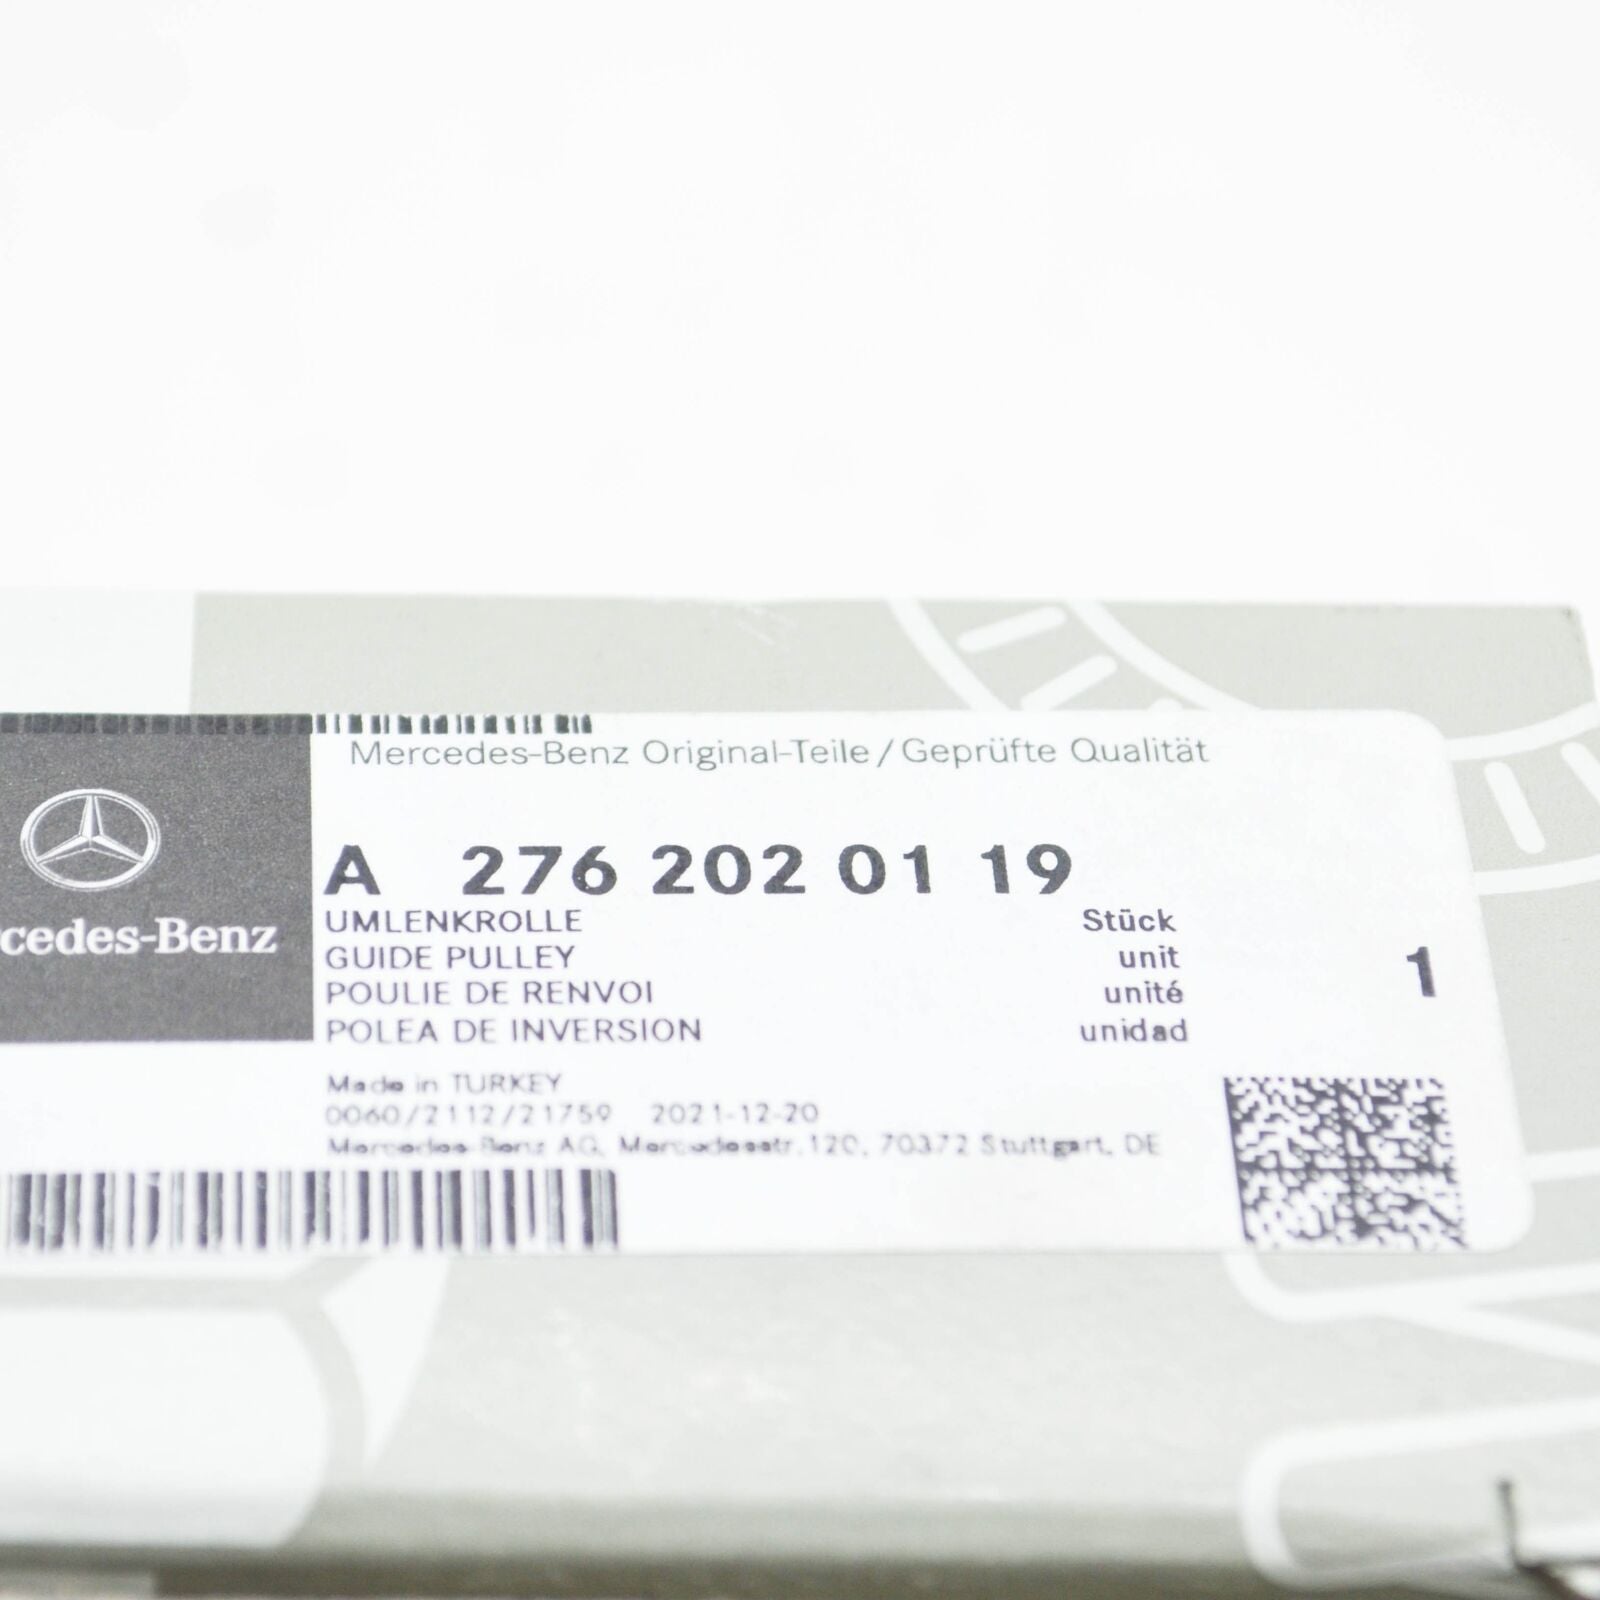 Mercedes-Benz Original-Teile / Geprüfte Qualität
A 276 202 01 19
cedes-Benz
UMLENKROLLE Stück
GUIDE PULLEY unit
POULIE DE RENVOI unité 1
POLEA DE INVERSION unidad
Made in TURKEY
0060/2112/21759 2021-12-20
Mercedes-Benz AG, Mercedesstr. 120, 70372 Stuttgart, DE